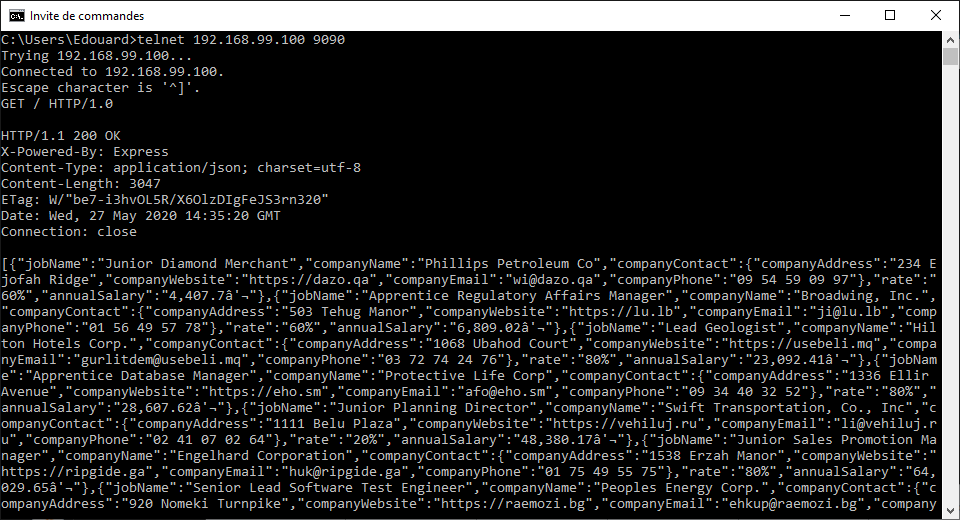 Invite de commandes
C:\Users\Edouard>telnet 192.168.99.100 9090
Trying 192.168.99.100...
Connected to 192.168.99.100.
Escape character is '^]'.
GET / HTTP/1.0
HTTP/1.1 200 OK
X-Powered-By: Express
Content-Type: application/json; charset=utf-8
Content-Length: 3047
ETag: W/"be7-i3hvOL5R/X6OlzDIgFeJS3rn320"
Date: Wed, 27 May 2020 14:35:20 GMT
Connection: close
[{"jobName":"Junior Diamond Merchant","companyName":"Phillips Petroleum Co","companyContact":{"companyAddress":"234 E
jofah Ridge","companyWebsite":"https://dazo.qa","companyEmail":"wi@dazo.qa","companyPhone":"09 54 59 09 97"},"rate":"
60%","annualSalary":"4,407.7â'¬"},{"jobName":"Apprentice Regulatory Affairs Manager","companyName":"Broadwing, Inc.",
"companyContact":{"companyAddress":"503 Tehug Manor","companyWebsite":"https://lu.lb","companyEmail":"ji@lu.lb","comp
anyPhone":"01 56 49 57 78"},"rate":"60%","annualSalary":"6,809.02â'¬"},{"jobName":"Lead Geologist","companyName":"Hil
ton Hotels Corp.","companyContact":{"companyAddress":"1068 Ubahod Court","companyWebsite":"https://usebeli.mq","compa
nyEmail":"gurlitdem@usebeli.mq","companyPhone":"03 72 74 24 76"},"rate":"80%","annualSalary":"23,092.41â'¬"},{"jobNam
e":"Apprentice Database Manager","companyName":"Protective Life Corp","companyContact":{"companyAddress":"1336 Ellir 
Avenue","companyWebsite":"https://eho.sm","companyEmail":"afo@eho.sm","companyPhone":"09 34 40 32 52"},"rate":"80%","
annualSalary":"28,607.62â'¬"},{"jobName":"Junior Planning Director","companyName":"Swift Transportation, Co., Inc","c
ompanyContact":{"companyAddress":"1111 Belu Plaza","companyWebsite":"https://vehiluj.ru","companyEmail":"li@vehiluj.r
u","companyPhone":"02 41 07 02 64"},"rate":"20%","annualSalary":"48,380.17â'¬"},{"jobName":"Junior Sales Promotion Ma
nager","companyName":"Engelhard Corporation","companyContact":{"companyAddress":"1538 Erzah Manor","companyWebsite":"
https://ripgide.ga","companyEmail":"huk@ripgide.ga","companyPhone":"01 75 49 55 75"},"rate":"80%","annualSalary":"64,
029.65â'¬"},{"jobName":"Senior Lead Software Test Engineer","companyName":"Peoples Energy Corp.","companyContact":{"c
ompanyAddress":"920 Nomeki Turnpike","companyWebsite":"https://raemozi.bg","companyEmail":"ehkup@raemozi.bg","company